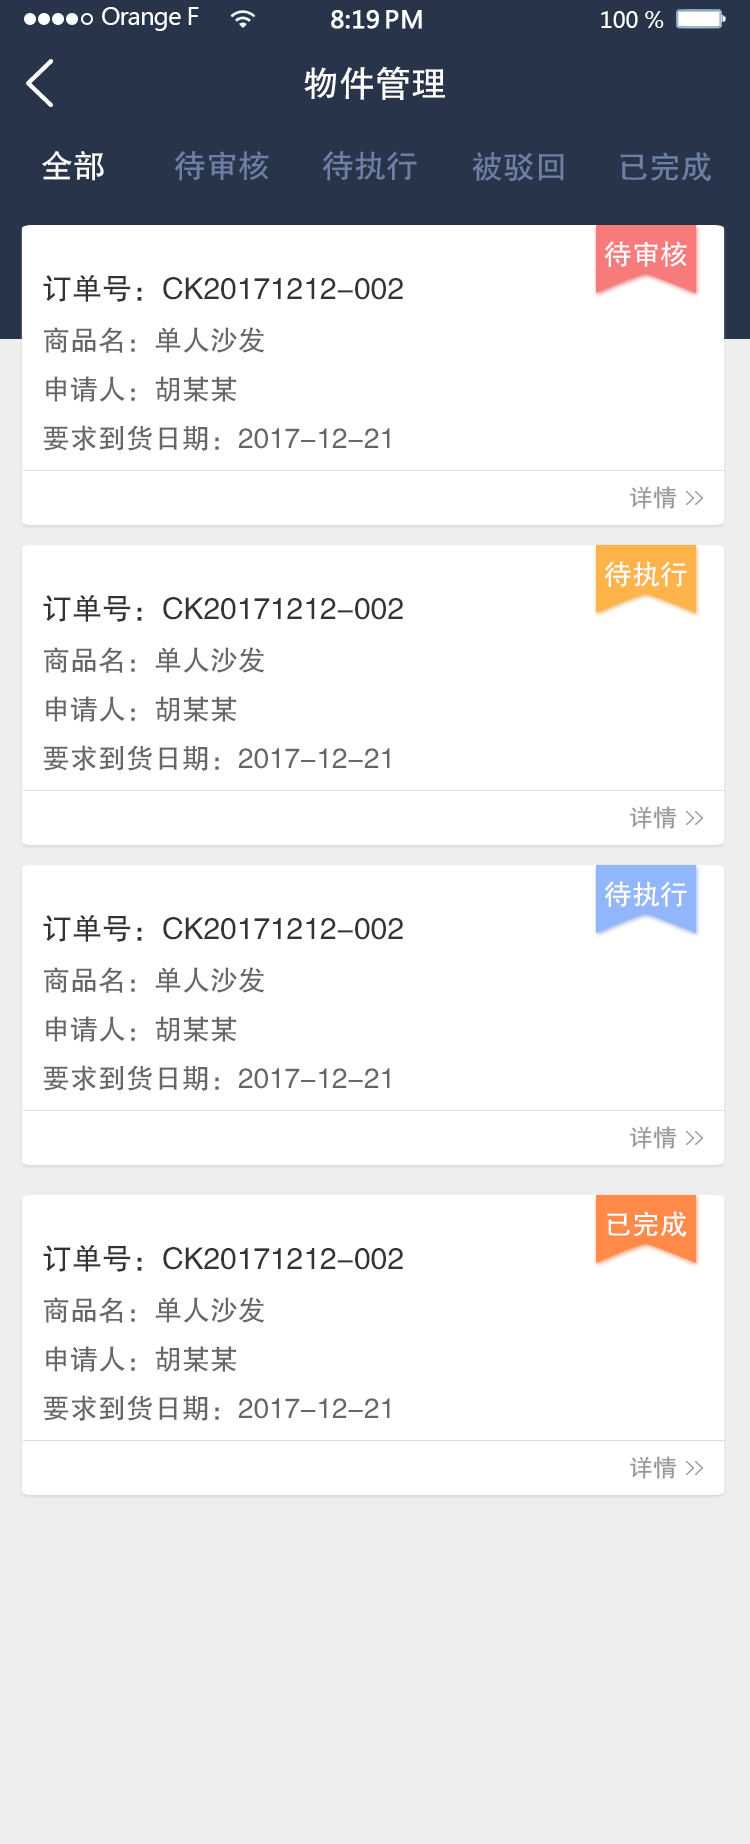 Orange F 8:19 PM 100 %
物件管理
全部 待审核 待执行 被驳回 已完成
待审核
订单号：CK20171212-002
商品名：单人沙发
申请人：胡某某
要求到货日期：2017-12-21
详情
待执行
订单号：CK20171212-002
商品名：单人沙发
申请人：胡某某
要求到货日期：2017-12-21
详情
待执行
订单号：CK20171212-002
商品名：单人沙发
申请人：胡某某
要求到货日期：2017-12-21
详情
已完成
订单号：CK20171212-002
商品名：单人沙发
申请人：胡某某
要求到货日期：2017-12-21
详情